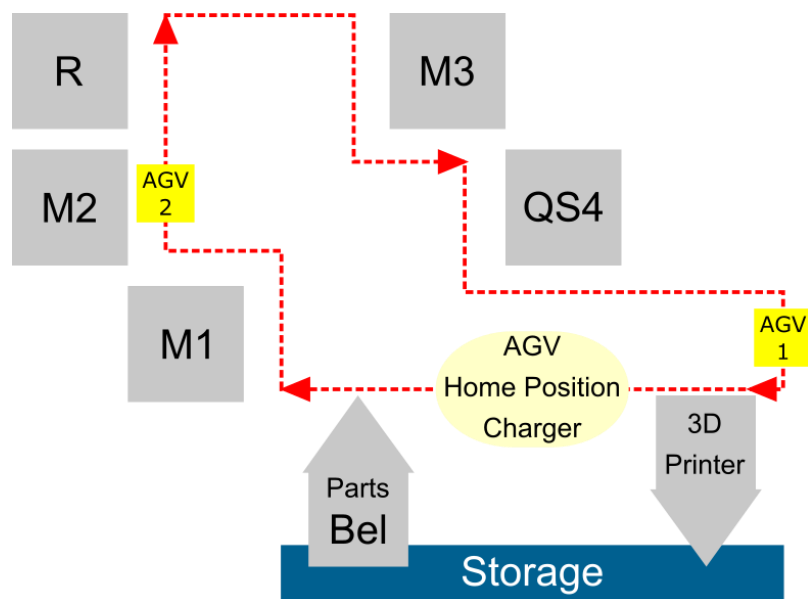 R
M3
M2
AGV
2
QS4
M1
AGV
1
AGV
Home Position
Charger
3D
Printer
Parts
Bel
Storage